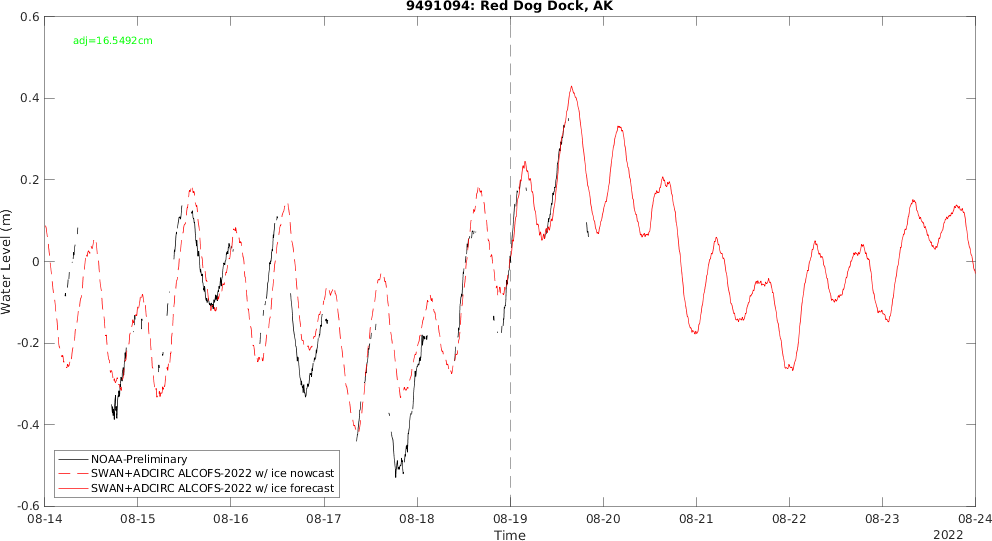 9491094: Red Dog Dock, AK
adj=16.5492cm
0.6
0.4
0.2
0
-0.2
-0.4
-0.6
Water Level (m)
NOAA-Preliminary
SWAN+ADCIRC ALCOFS-2022 w/ ice nowcast
SWAN+ADCIRC ALCOFS-2022 w/ ice forecast
08-14 08-15 08-16 08-17 08-18 08-19 08-20 08-21 08-22 08-23 08-24
Time
2022